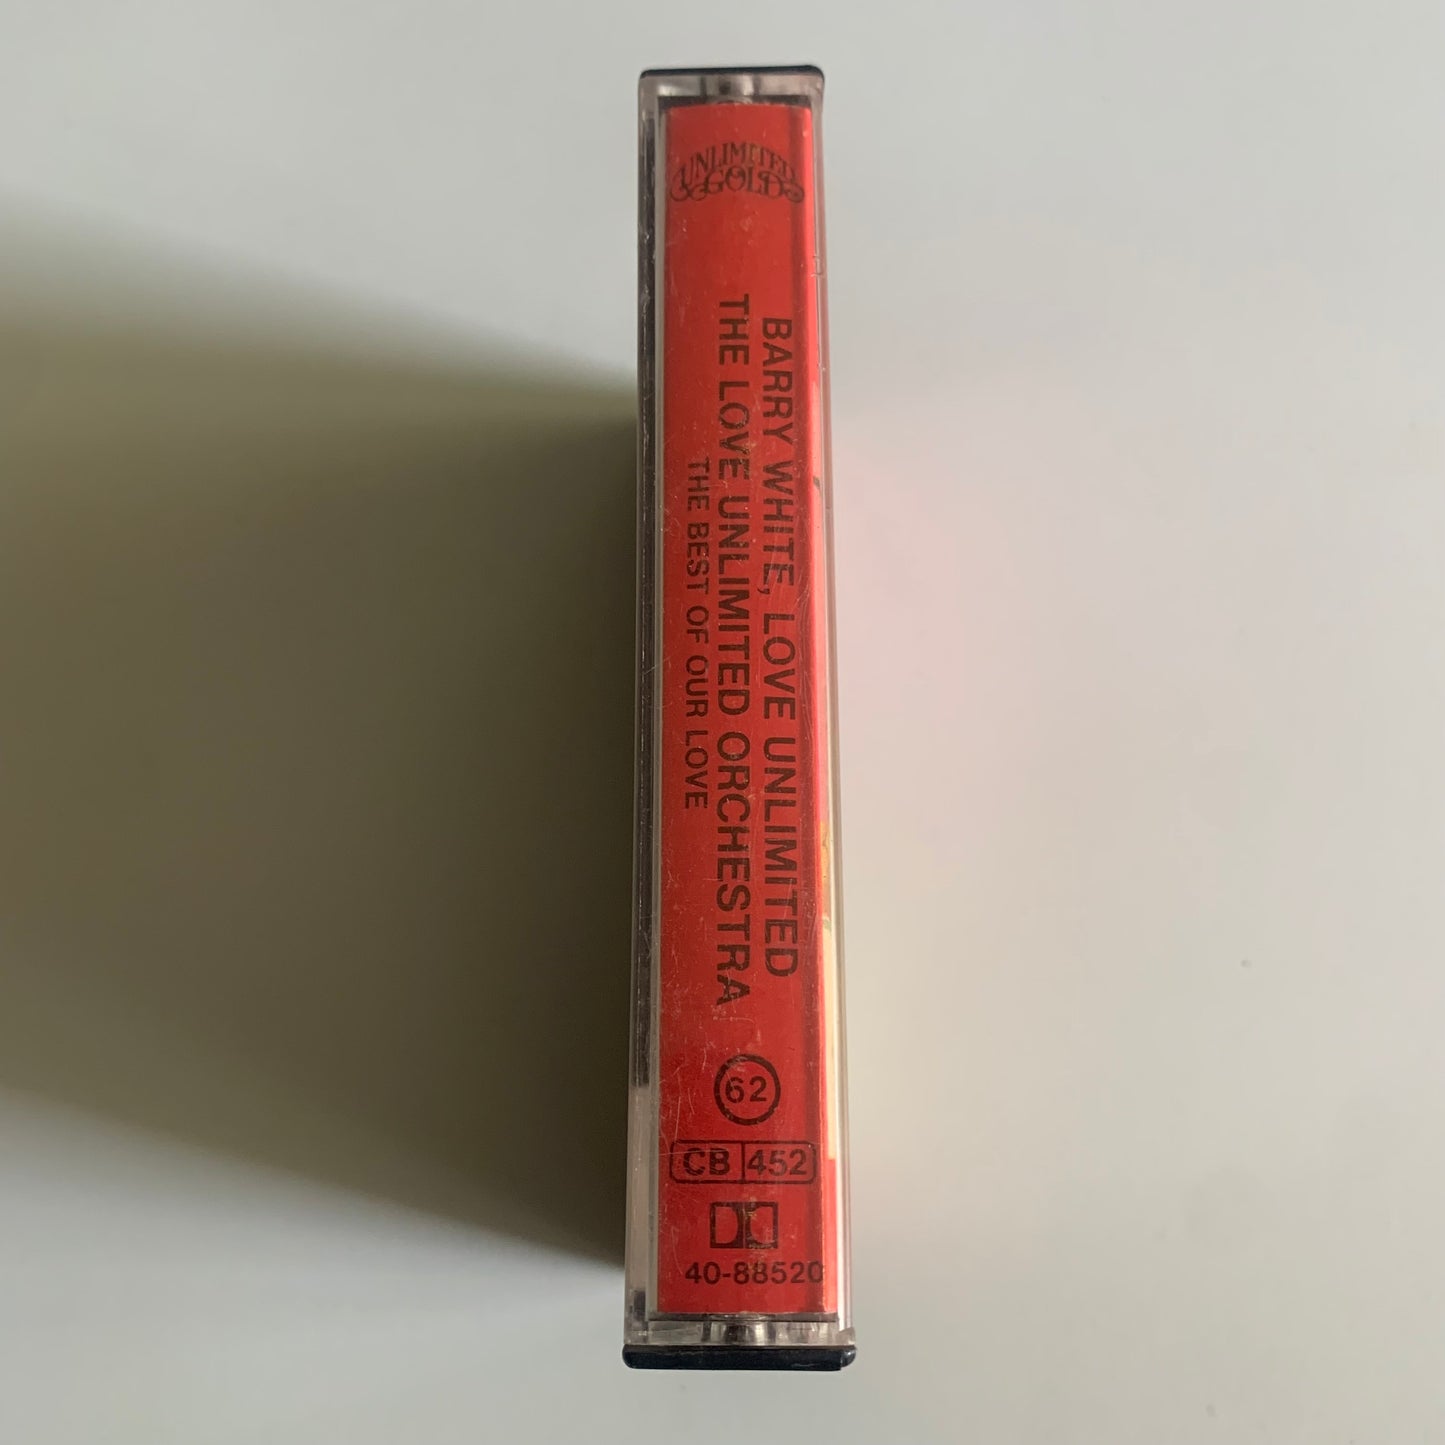 UNLIMITED
GOLD
BARRY WHITE, LOVE UNLIMITED
THE LOVE UNLIMITED ORCHESTRA
THE BEST OF OUR LOVE
62
CB 452
40-88520